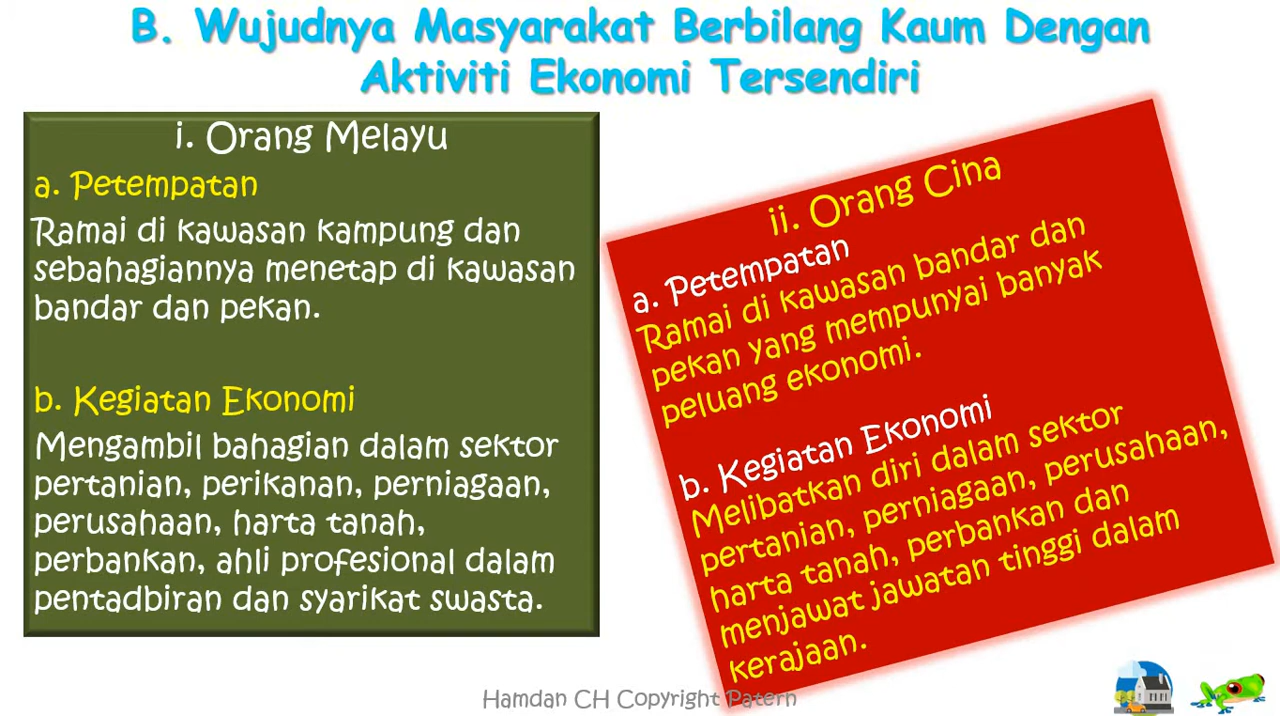 B. Wujudnya Masyarakat Berbilang Kaum Dengan
Aktiviti Ekonomi Tersendiri
i. Orang Melayu
a. Petempatan
Ramai di kawasan kampung dan
sebahagiannya menetap di kawasan
bandar dan pekan.
b. Kegiatan Ekonomi
Mengambil bahagian dalam sektor
pertanian, perikanan, perniagaan,
perusahaan, harta tanah,
perbankan, ahli profesional dalam
pentadbiran dan syarikat swasta.
ii. Orang Cina
a. Petempatan
Ramai di kawasan bandar dan
pekan yang mempunyai banyak
peluang ekonomi.
b. Kegiatan Ekonomi
Melibatkan diri dalam sektor
pertanian, perniagaan, perusahaan,
harta tanah, perbankan dan
menjawat jawatan tinggi dalam
kerajaan.
Hamdan CH Copyright Patern